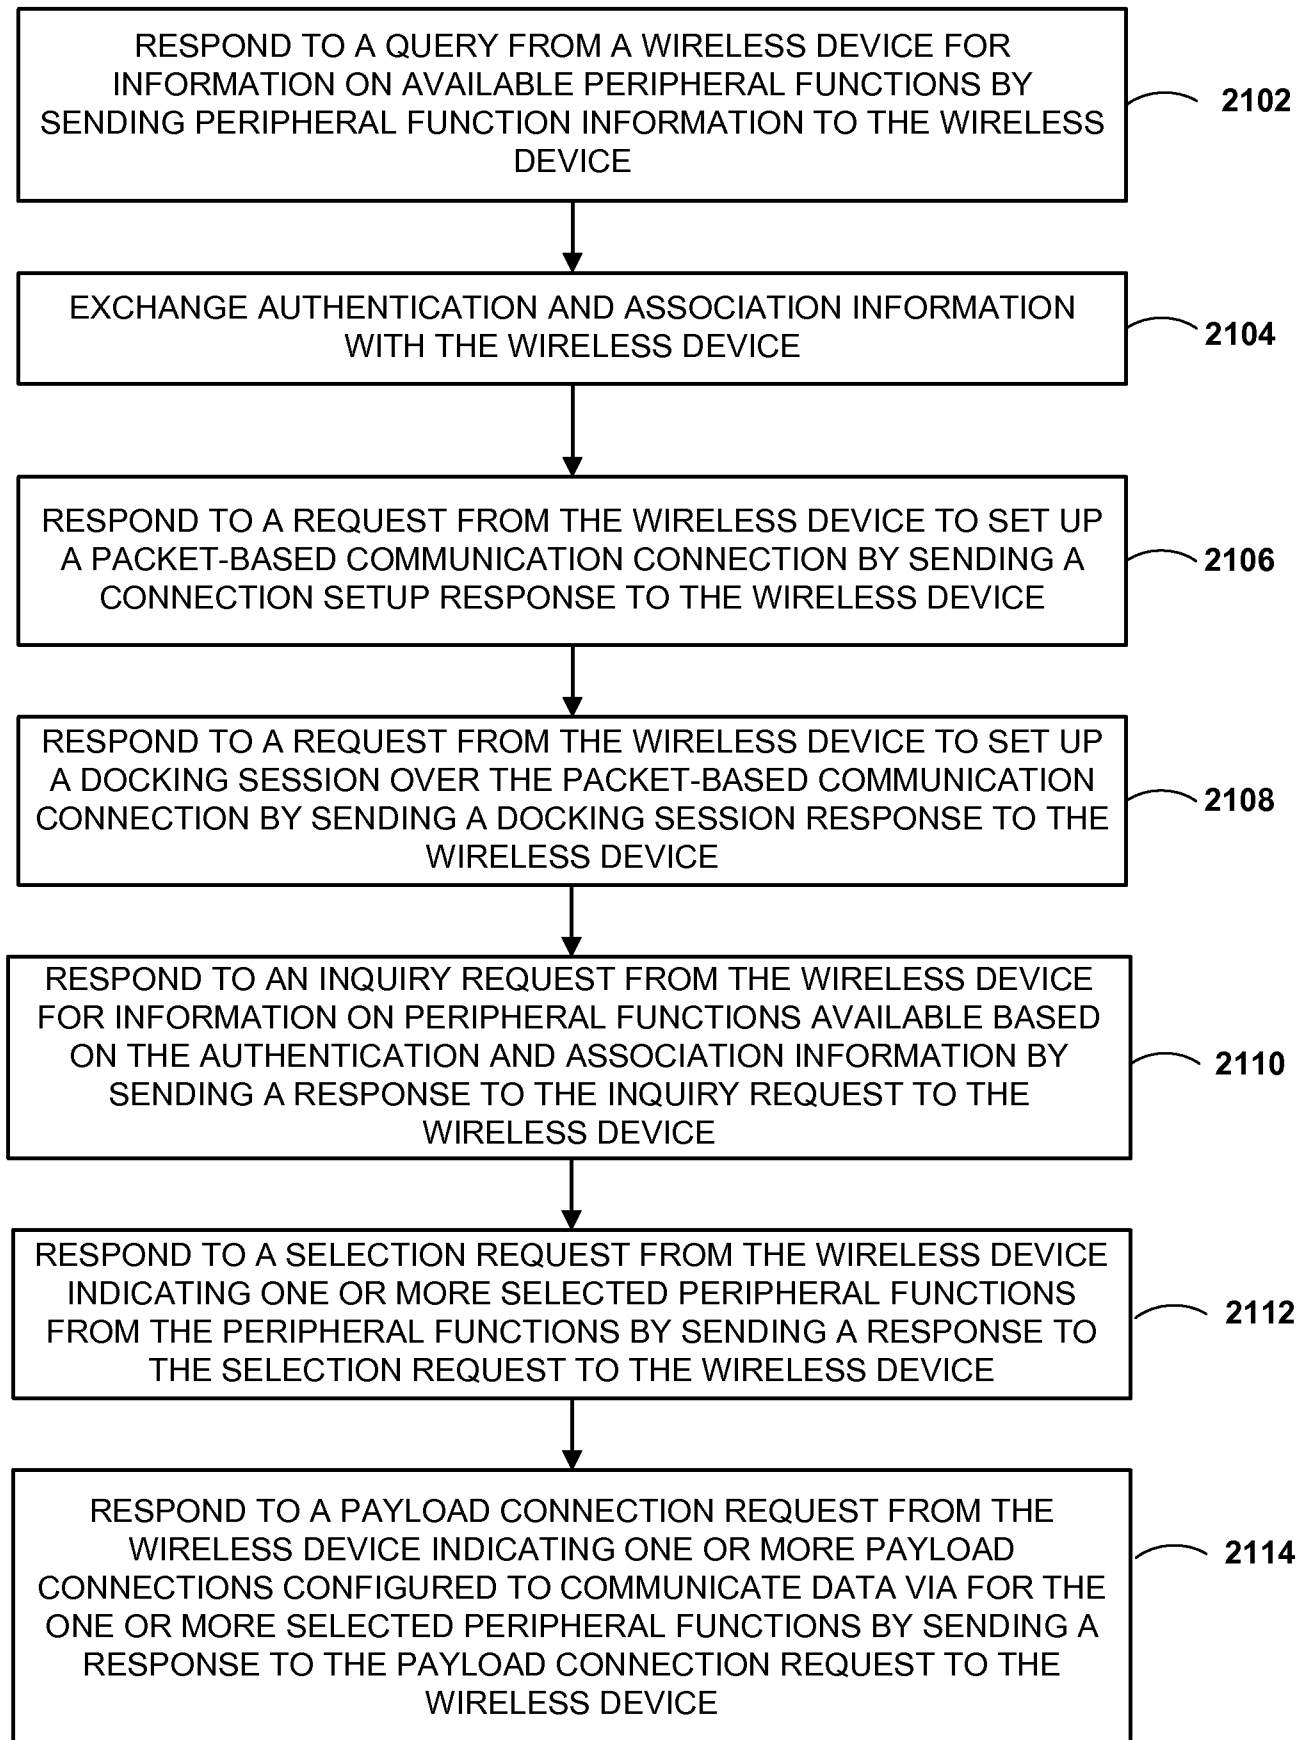 RESPOND TO A QUERY FROM A WIRELESS DEVICE FOR
INFORMATION ON AVAILABLE PERIPHERAL FUNCTIONS BY
SENDING PERIPHERAL FUNCTION INFORMATION TO THE WIRELESS
DEVICE
2102
EXCHANGE AUTHENTICATION AND ASSOCIATION INFORMATION
WITH THE WIRELESS DEVICE
2104
RESPOND TO A REQUEST FROM THE WIRELESS DEVICE TO SET UP
A PACKET-BASED COMMUNICATION CONNECTION BY SENDING A
CONNECTION SETUP RESPONSE TO THE WIRELESS DEVICE
2106
RESPOND TO A REQUEST FROM THE WIRELESS DEVICE TO SET UP
A DOCKING SESSION OVER THE PACKET-BASED COMMUNICATION
CONNECTION BY SENDING A DOCKING SESSION RESPONSE TO THE
WIRELESS DEVICE
2108
RESPOND TO AN INQUIRY REQUEST FROM THE WIRELESS DEVICE
FOR INFORMATION ON PERIPHERAL FUNCTIONS AVAILABLE BASED
ON THE AUTHENTICATION AND ASSOCIATION INFORMATION BY
SENDING A RESPONSE TO THE INQUIRY REQUEST TO THE
WIRELESS DEVICE
2110
RESPOND TO A SELECTION REQUEST FROM THE WIRELESS DEVICE
INDICATING ONE OR MORE SELECTED PERIPHERAL FUNCTIONS
FROM THE PERIPHERAL FUNCTIONS BY SENDING A RESPONSE TO
THE SELECTION REQUEST TO THE WIRELESS DEVICE
2112
RESPOND TO A PAYLOAD CONNECTION REQUEST FROM THE
WIRELESS DEVICE INDICATING ONE OR MORE PAYLOAD
CONNECTIONS CONFIGURED TO COMMUNICATE DATA VIA FOR THE
ONE OR MORE SELECTED PERIPHERAL FUNCTIONS BY SENDING A
RESPONSE TO THE PAYLOAD CONNECTION REQUEST TO THE
WIRELESS DEVICE
2114